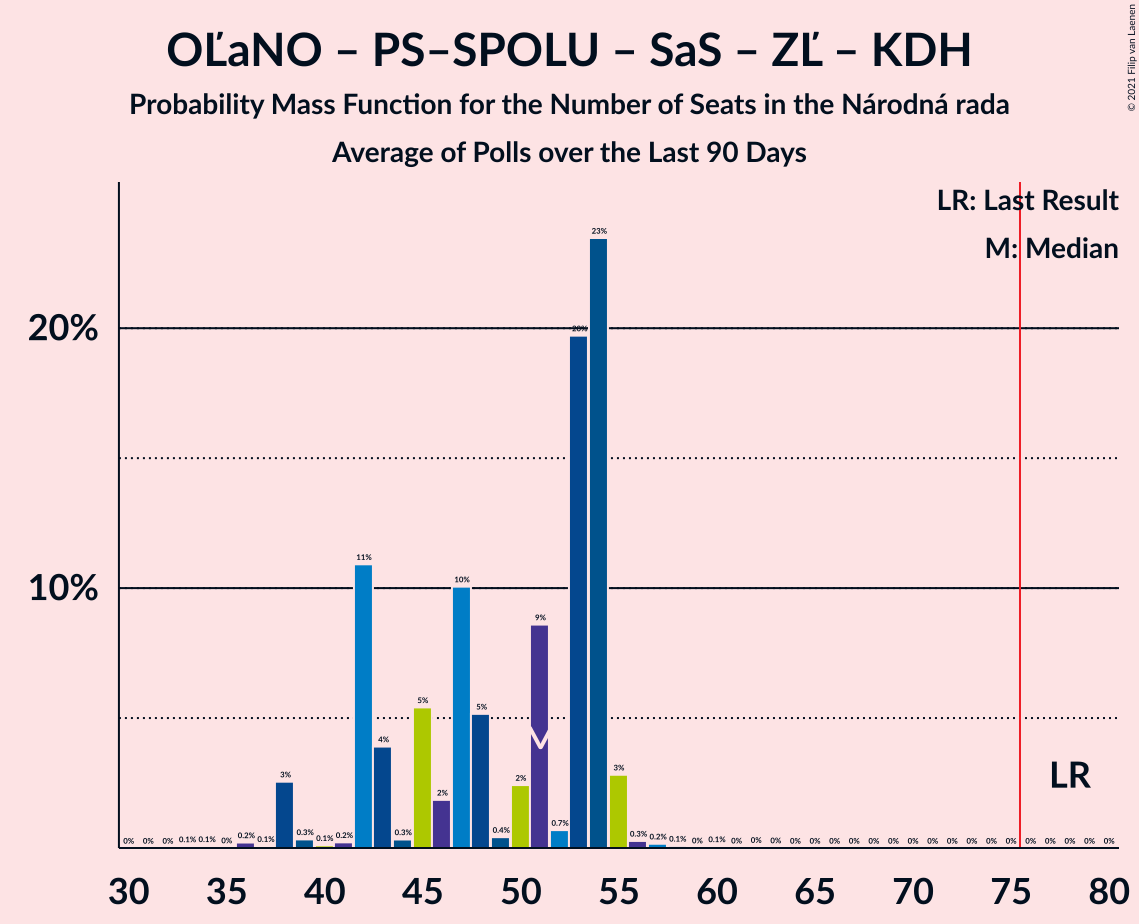 OĽaNO – PS–SPOLU – SaS – ZĽ – KDH
Probability Mass Function for the Number of Seats in the Národná rada
Average of Polls over the Last 90 Days
© 2021 Filip van Laenen
LR: Last Result
M: Median
20%
10%
0% 0% 0% 0.1% 0.1% 0% 0.2% 0.1% 3% 0.3% 0.1% 0.2% 11% 4% 0.3% 5% 2% 10% 5% 0.4% 2% 9% 0.7% 20% 23% 3% 0.3% 0.2% 0.1% 0% 0.1% 0% 0% 0% 0% 0% 0% 0% 0% 0% 0% 0% 0% 0% 0% 0% 0% 0% 0% 0% 0%
LR
30 35 40 45 50 55 60 65 70 75 80